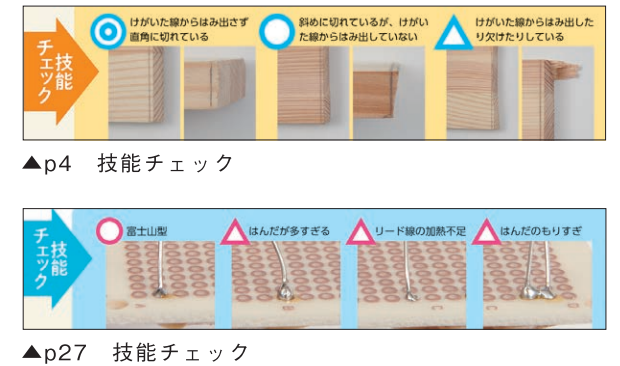 技能チェック
◎ けがいた線からはみ出さず
直角に切れている
○ 斜めに切れているが、けがい
た線からはみ出していない
△ けがいた線からはみ出した
り欠けたりしている
▲p4　技能チェック
技能チェック
○ 富士山型
△ はんだが多すぎる
△ リード線の加熱不足
△ はんだのもりすぎ
▲p27　技能チェック